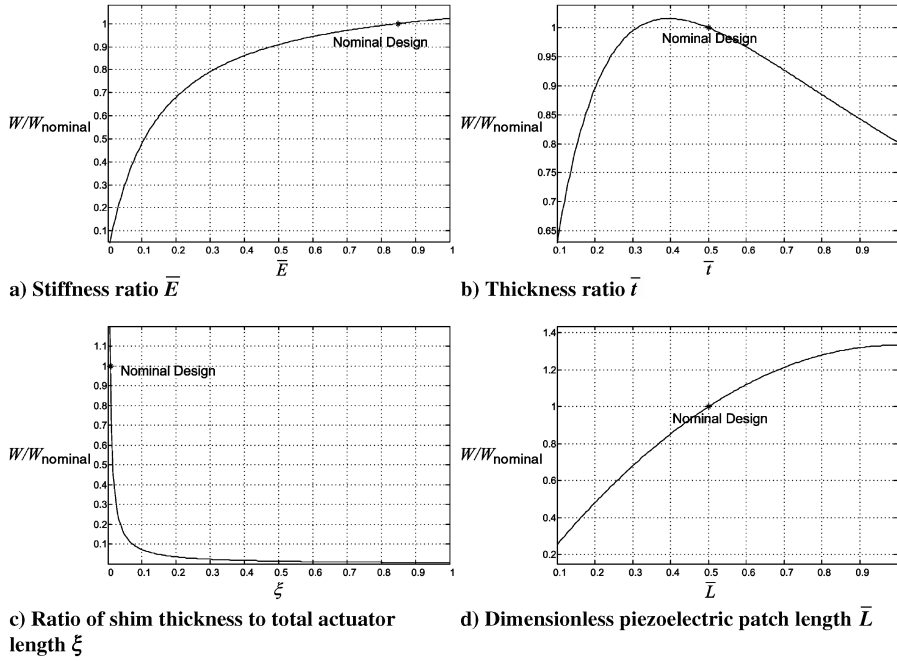 1
0.9
0.8
0.7
0.6
W/W nominal
0.5
0.4
0.3
0.2
0.1
Nominal Design
0 0.1 0.2 0.3 0.4 0.5 0.6 0.7 0.8 0.9 1
E̅
a) Stiffness ratio E̅
1
0.95
0.9
0.85
W/W nominal
0.8
0.75
0.7
0.65
Nominal Design
0.1 0.2 0.3 0.4 0.5 0.6 0.7 0.8 0.9
t̅
b) Thickness ratio t̅
1.1
1
0.9
0.8
0.7
0.6
W/W nominal
0.5
0.4
0.3
0.2
0.1
Nominal Design
0 0.1 0.2 0.3 0.4 0.5 0.6 0.7 0.8 0.9 1
ξ
c) Ratio of shim thickness to total actuator
length ξ
1.4
1.2
1
W/W nominal
0.8
0.6
0.4
0.2
Nominal Design
0.1 0.2 0.3 0.4 0.5 0.6 0.7 0.8 0.9
L̅
d) Dimensionless piezoelectric patch length L̅